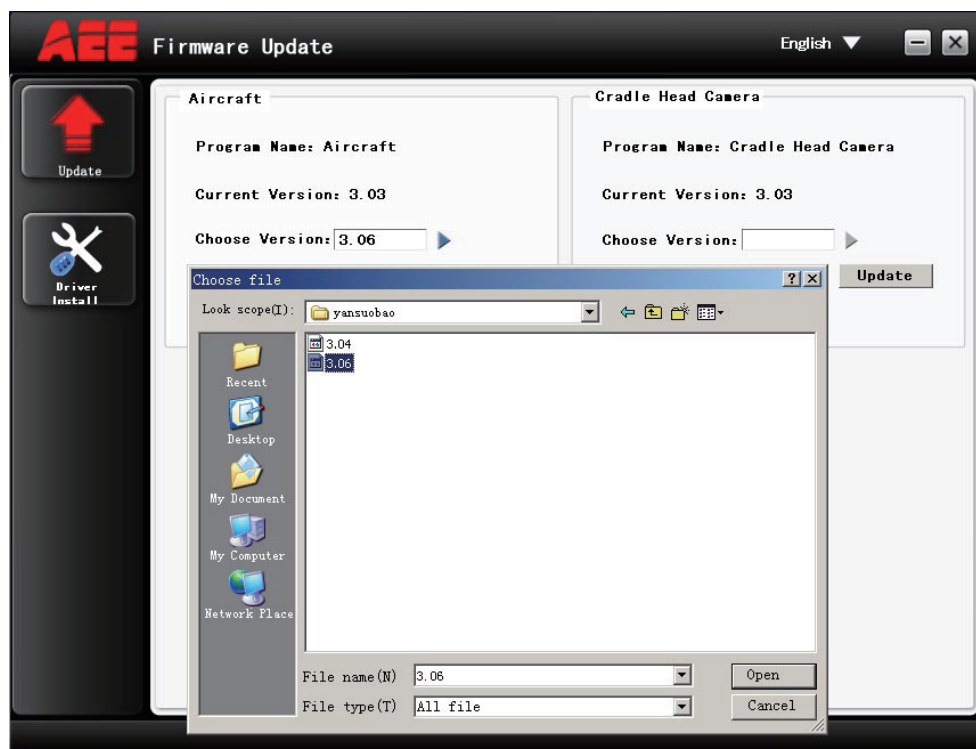 AEE Firmware Update English
Update
Driver
Install
Aircraft
Program Name: Aircraft
Current Version: 3.03
Choose Version: 3.06
Cradle Head Camera
Program Name: Cradle Head Camera
Current Version: 3.03
Choose Version:
Update
Choose file
Look scope(I): yansuobao
3.04
3.06
Recent
Desktop
My Document
My Computer
Network Place
File name(N) 3.06 Open
File type(T) All file Cancel